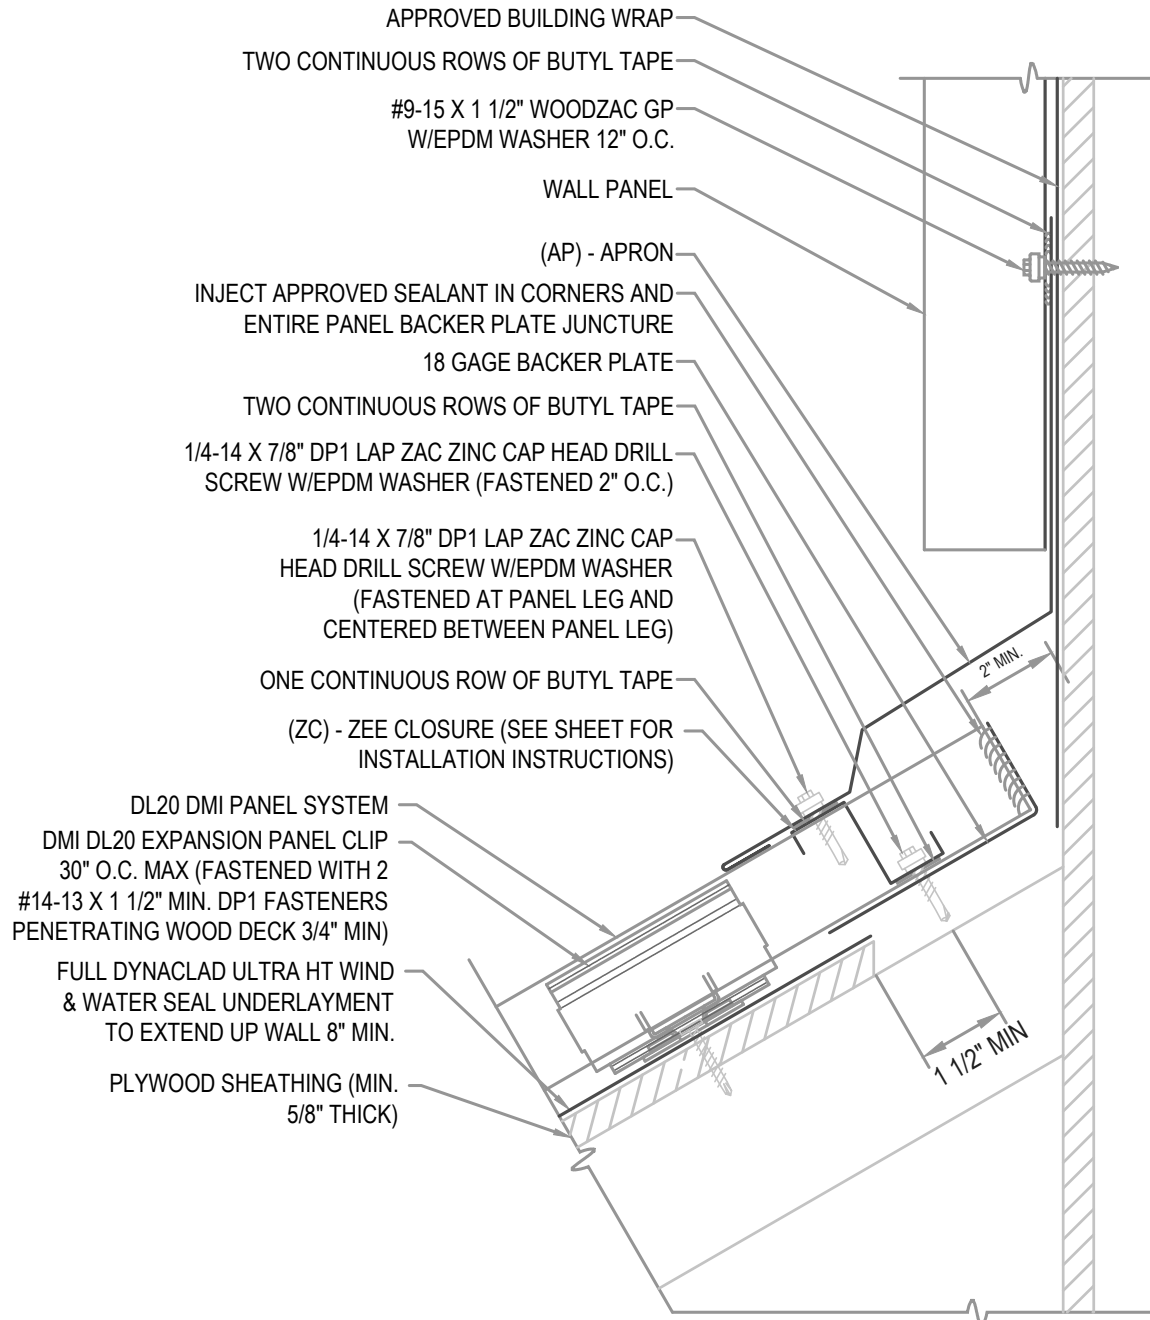 APPROVED BUILDING WRAP
TWO CONTINUOUS ROWS OF BUTYL TAPE
#9-15 X 1 1/2" WOODZAC GP
W/EPDM WASHER 12" O.C.
WALL PANEL
(AP) - APRON
INJECT APPROVED SEALANT IN CORNERS AND
ENTIRE PANEL BACKER PLATE JUNCTURE
18 GAGE BACKER PLATE
TWO CONTINUOUS ROWS OF BUTYL TAPE
1/4-14 X 7/8" DP1 LAP ZAC ZINC CAP HEAD DRILL
SCREW W/EPDM WASHER (FASTENED 2" O.C.)
1/4-14 X 7/8" DP1 LAP ZAC ZINC CAP
HEAD DRILL SCREW W/EPDM WASHER
(FASTENED AT PANEL LEG AND
CENTERED BETWEEN PANEL LEG)
2" MIN.
ONE CONTINUOUS ROW OF BUTYL TAPE
(ZC) - ZEE CLOSURE (SEE SHEET FOR
INSTALLATION INSTRUCTIONS)
DL20 DMI PANEL SYSTEM
DMI DL20 EXPANSION PANEL CLIP
30" O.C. MAX (FASTENED WITH 2
#14-13 X 1 1/2" MIN. DP1 FASTENERS
PENETRATING WOOD DECK 3/4" MIN)
FULL DYNACLAD ULTRA HT WIND
& WATER SEAL UNDERLAYMENT
TO EXTEND UP WALL 8" MIN.
1 1/2" MIN
PLYWOOD SHEATHING (MIN.
5/8" THICK)